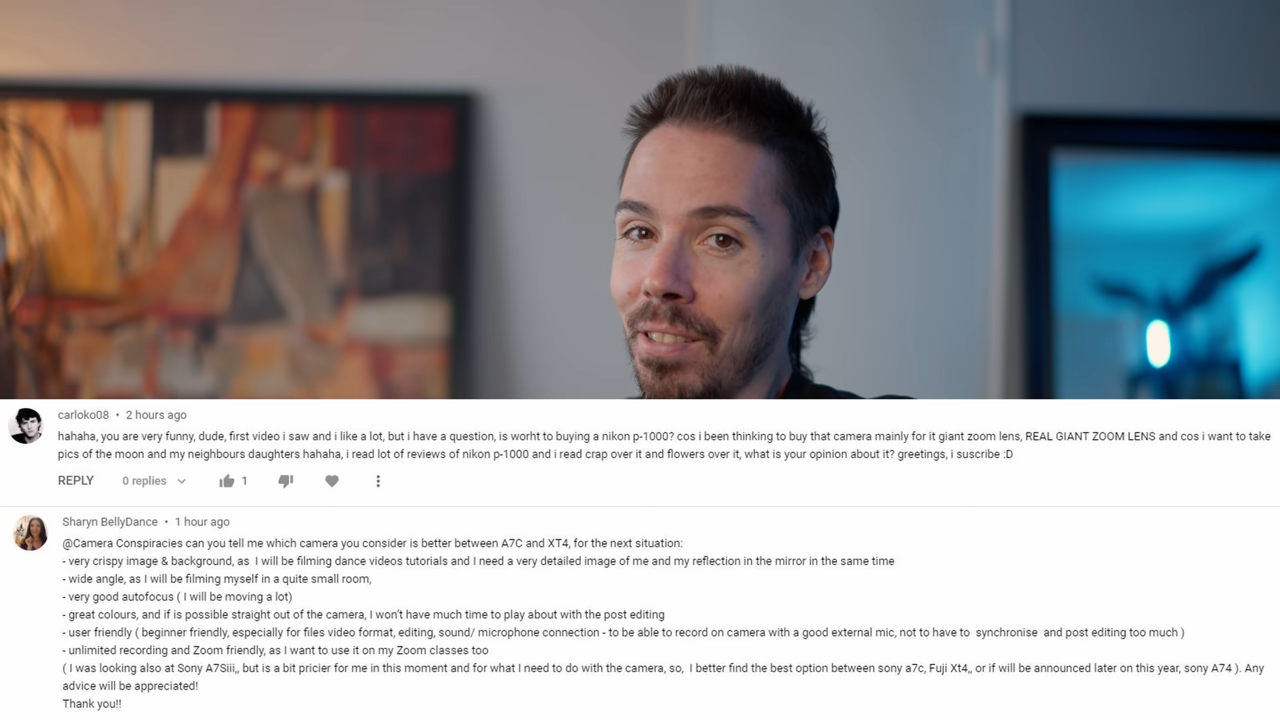 carloko08 • 2 hours ago
hahaha, you are very funny, dude, first video i saw and i like a lot, but i have a question, is worht to buying a nikon p-1000? cos i been thinking to buy that camera mainly for it giant zoom lens, REAL GIANT ZOOM LENS and cos i want to take
pics of the moon and my neighbours daughters hahaha, i read lot of reviews of nikon p-1000 and i read crap over it and flowers over it, what is your opinion about it? greetings, i suscribe :D
REPLY 0 replies 1
Sharyn BellyDance • 1 hour ago
@Camera Conspiracies can you tell me which camera you consider is better between A7C and XT4, for the next situation:
- very crispy image & background, as I will be filming dance videos tutorials and I need a very detailed image of me and my reflection in the mirror in the same time
- wide angle, as I will be filming myself in a quite small room,
- very good autofocus ( I will be moving a lot)
- great colours, and if is possible straight out of the camera, I won't have much time to play about with the post editing
- user friendly ( beginner friendly, especially for files video format, editing, sound/ microphone connection - to be able to record on camera with a good external mic, not to have to synchronise and post editing too much )
- unlimited recording and Zoom friendly, as I want to use it on my Zoom classes too
( I was looking also at Sony A7Siii,, but is a bit pricier for me in this moment and for what I need to do with the camera, so, I better find the best option between sony a7c, Fuji Xt4,, or if will be announced later on this year, sony A74 ). Any
advice will be appreciated!
Thank you!!